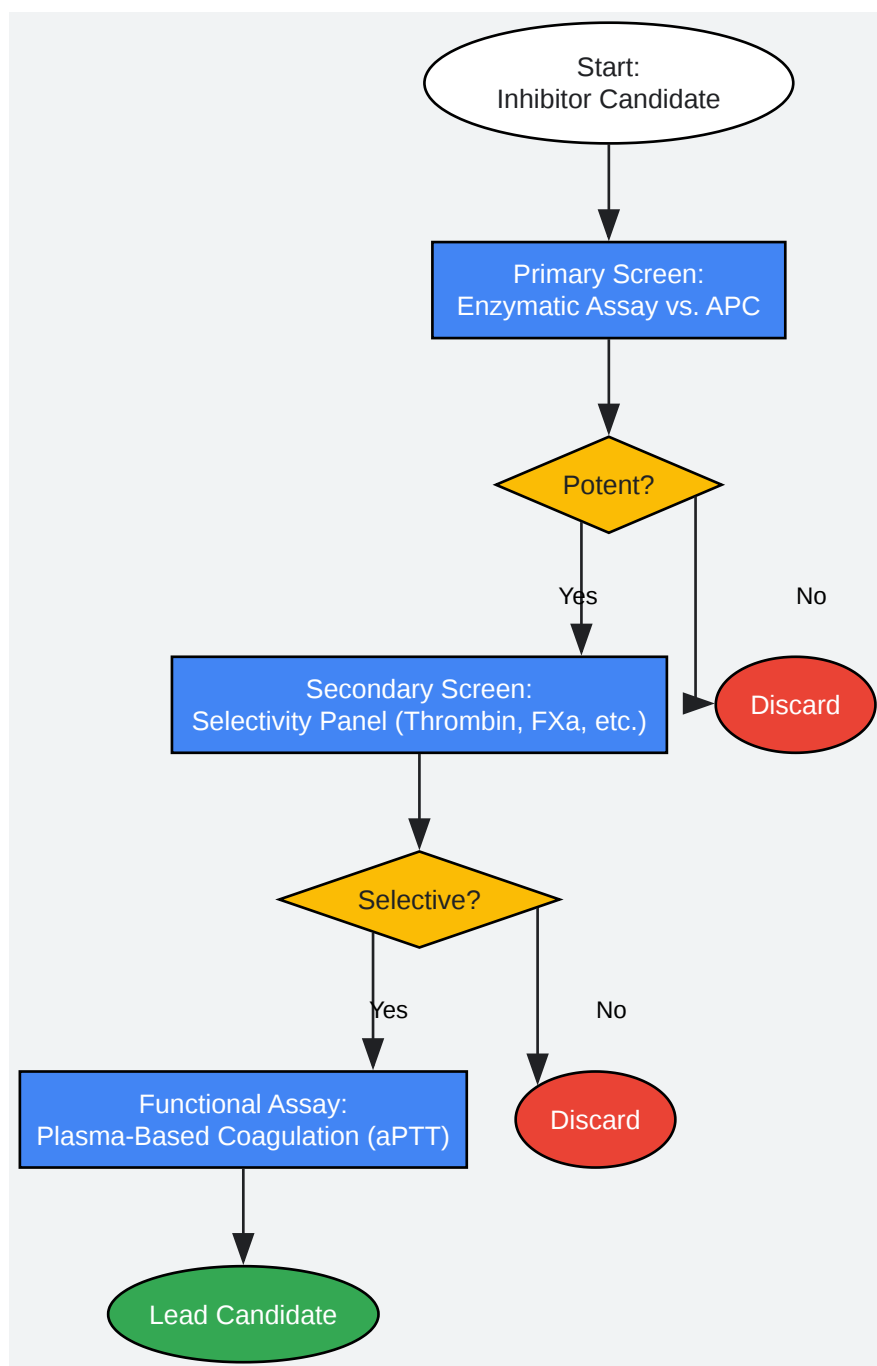 Start:
Inhibitor Candidate
Primary Screen:
Enzymatic Assay vs. APC
Potent?
Yes
No
Secondary Screen:
Selectivity Panel (Thrombin, FXa, etc.)
Discard
Selective?
Yes
No
Functional Assay:
Plasma-Based Coagulation (aPTT)
Discard
Lead Candidate